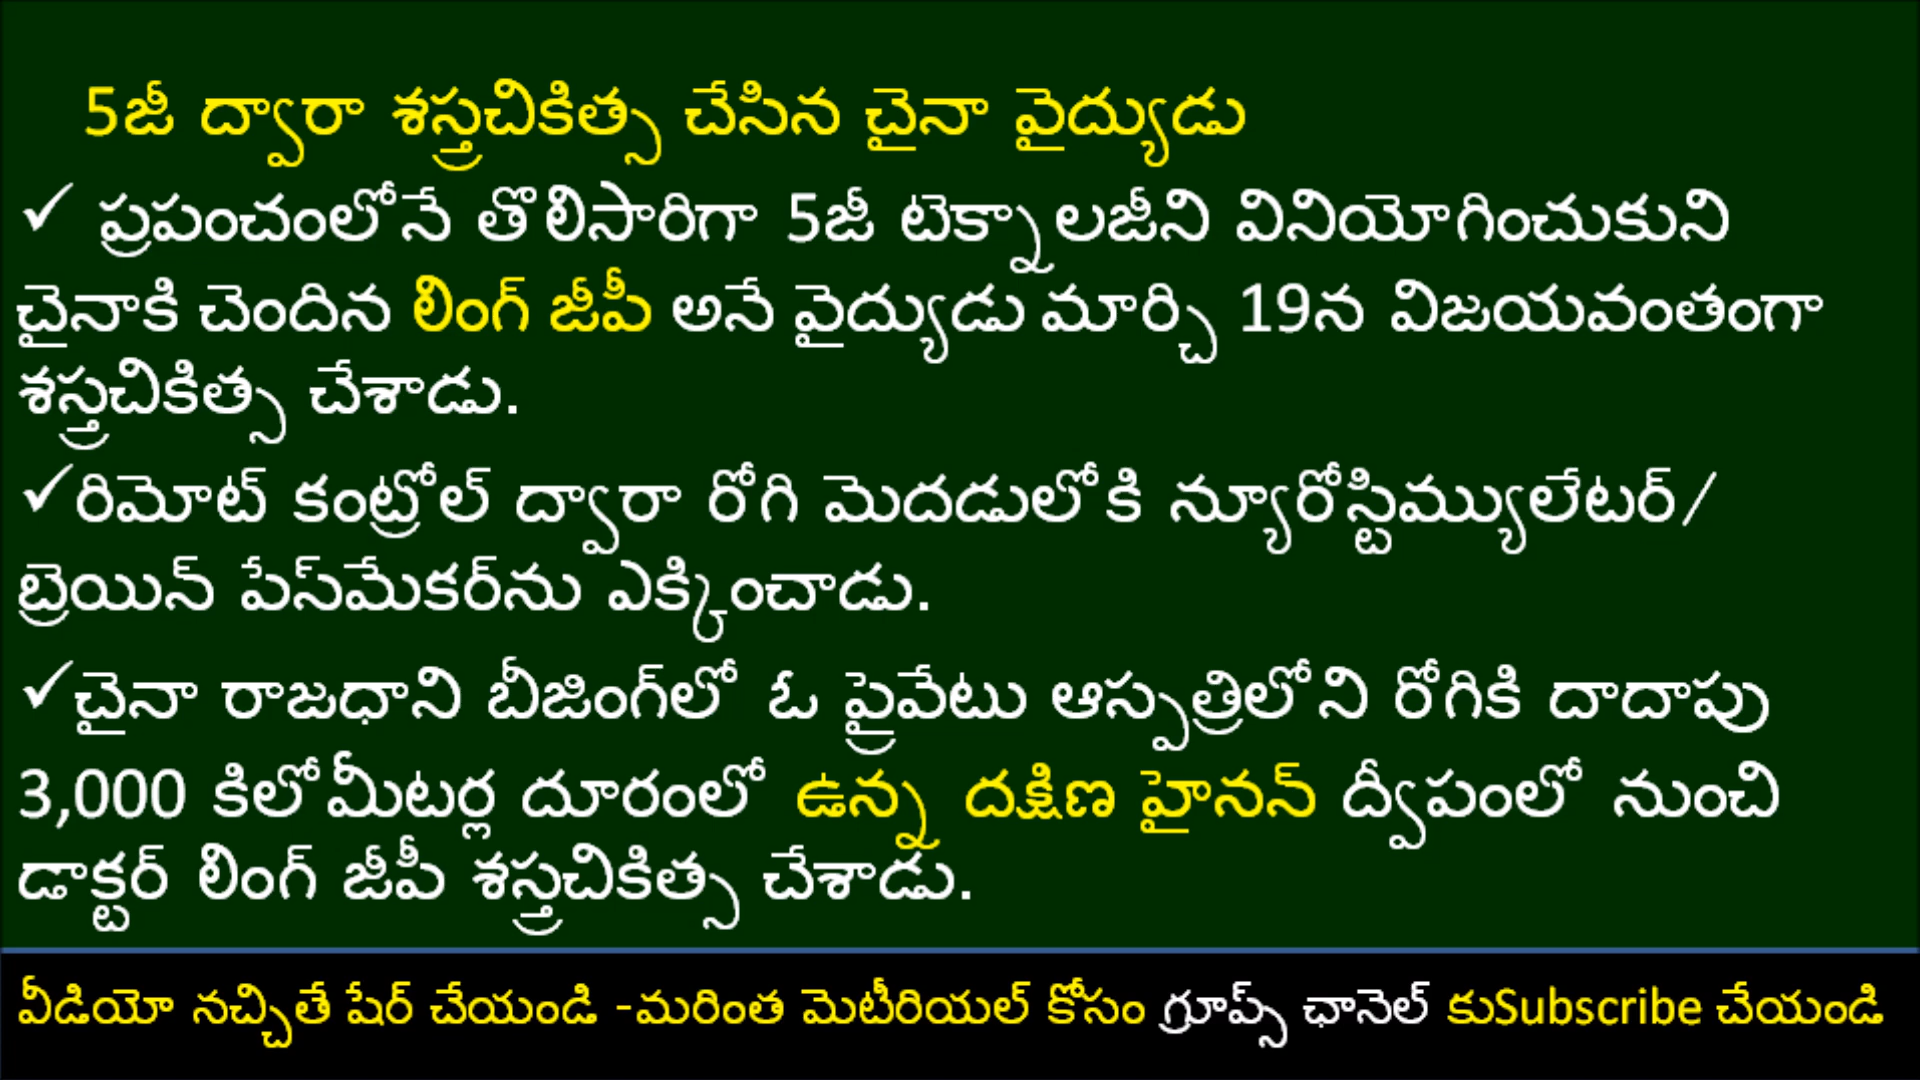 5జీ ద్వారా శస్త్రచికిత్స చేసిన చైనా వైద్యుడు
✓ ప్రపంచంలోనే తొలిసారిగా 5జీ టెక్నాలజీని వినియోగించుకుని
చైనాకి చెందిన లింగ్ జీపీ అనే వైద్యుడు మార్చి 19న విజయవంతంగా
శస్త్రచికిత్స చేశాడు.
✓రిమోట్ కంట్రోల్ ద్వారా రోగి మెదడులోకి న్యూరోస్టిమ్యులేటర్/
బ్రెయిన్ పేస్‌మేకర్‌ను ఎక్కించాడు.
✓చైనా రాజధాని బీజింగ్‌లో ఓ ప్రైవేటు ఆస్పత్రిలోని రోగికి దాదాపు
3,000 కిలోమీటర్ల దూరంలో ఉన్న దక్షిణ హైనన్ ద్వీపంలో నుంచి
డాక్టర్ లింగ్ జీపీ శస్త్రచికిత్స చేశాడు.
వీడియో నచ్చితే షేర్ చేయండి -మరింత మెటీరియల్ కోసం గ్రూప్స్ ఛానెల్ కుSubscribe చేయండి